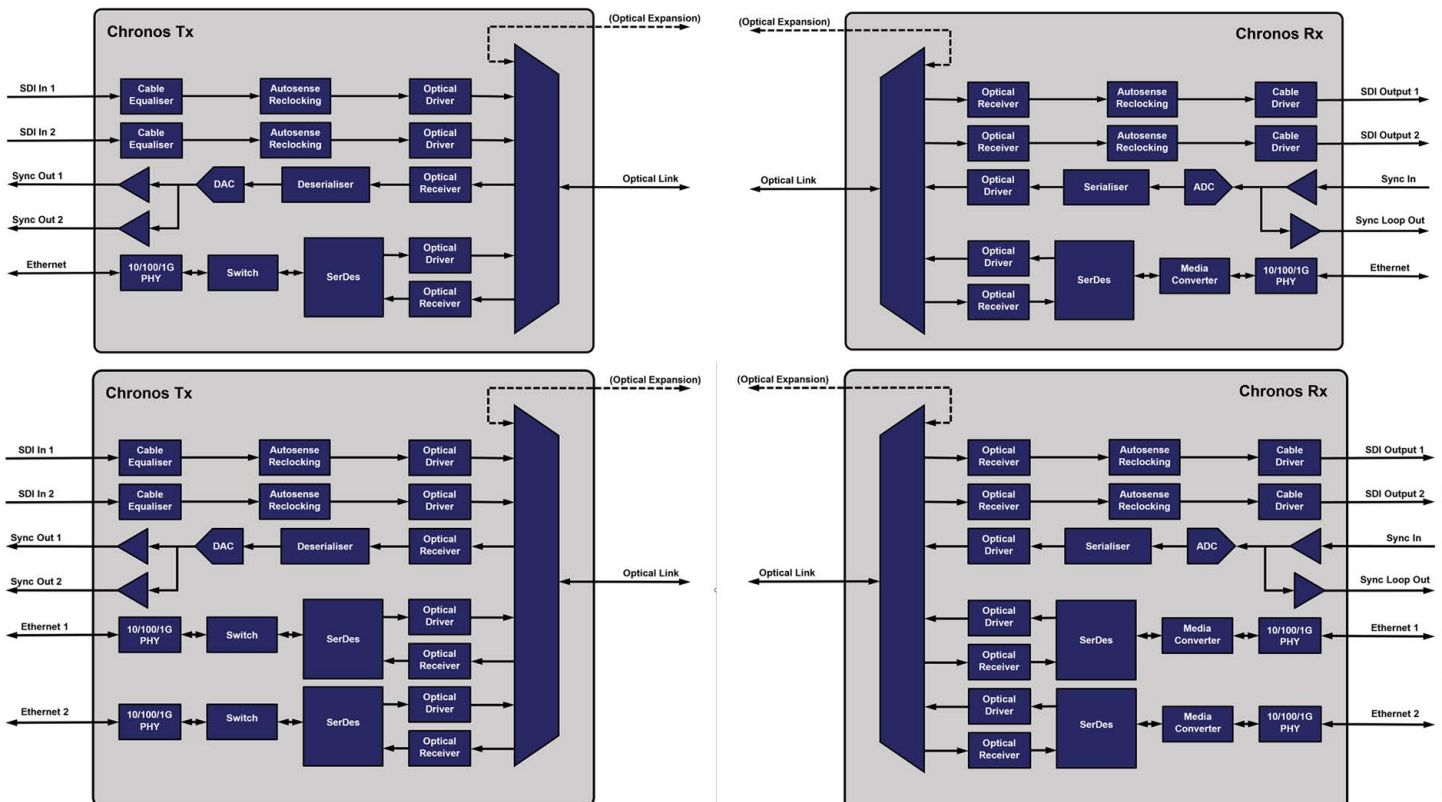 Chronos Tx
(Optical Expansion)
SDI In 1
Cable
Equaliser
Autosense
Reclocking
Optical
Driver
SDI In 2
Cable
Equaliser
Autosense
Reclocking
Optical
Driver
Sync Out 1
DAC
Deserialiser
Optical
Receiver
Optical Link
Sync Out 2
Ethernet
10/100/1G
PHY
Switch
SerDes
Optical
Driver
Optical
Receiver
(Optical Expansion)
Chronos Rx
Optical
Receiver
Autosense
Reclocking
Cable
Driver
SDI Output 1
Optical
Receiver
Autosense
Reclocking
Cable
Driver
SDI Output 2
Optical Link
Optical
Driver
Serialiser
ADC
Sync In
Sync Loop Out
Optical
Driver
Optical
Receiver
SerDes
Media
Converter
10/100/1G
PHY
Ethernet
Chronos Tx
(Optical Expansion)
SDI In 1
Cable
Equaliser
Autosense
Reclocking
Optical
Driver
SDI In 2
Cable
Equaliser
Autosense
Reclocking
Optical
Driver
Sync Out 1
DAC
Deserialiser
Optical
Receiver
Optical Link
Sync Out 2
Ethernet 1
10/100/1G
PHY
Switch
SerDes
Optical
Driver
Optical
Receiver
Ethernet 2
10/100/1G
PHY
Switch
SerDes
Optical
Driver
Optical
Receiver
(Optical Expansion)
Chronos Rx
Optical
Receiver
Autosense
Reclocking
Cable
Driver
SDI Output 1
Optical
Receiver
Autosense
Reclocking
Cable
Driver
SDI Output 2
Optical
Driver
Serialiser
ADC
Sync In
Optical Link
Sync Loop Out
Optical
Driver
Optical
Receiver
SerDes
Media
Converter
10/100/1G
PHY
Ethernet 1
Optical
Driver
Optical
Receiver
SerDes
Media
Converter
10/100/1G
PHY
Ethernet 2